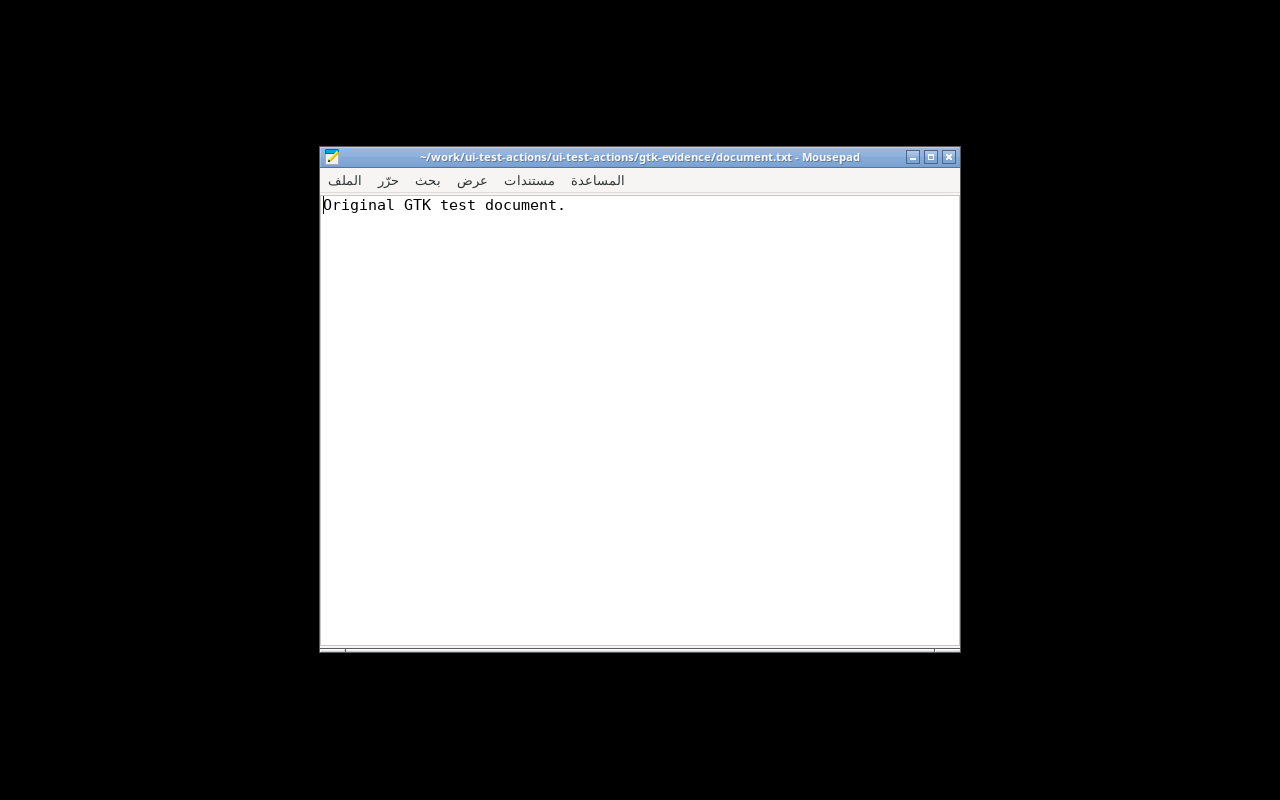 ~/work/ui-test-actions/ui-test-actions/gtk-evidence/document.txt - Mousepad
الملف حرّر بحث عرض مستندات المساعدة
Original GTK test document.